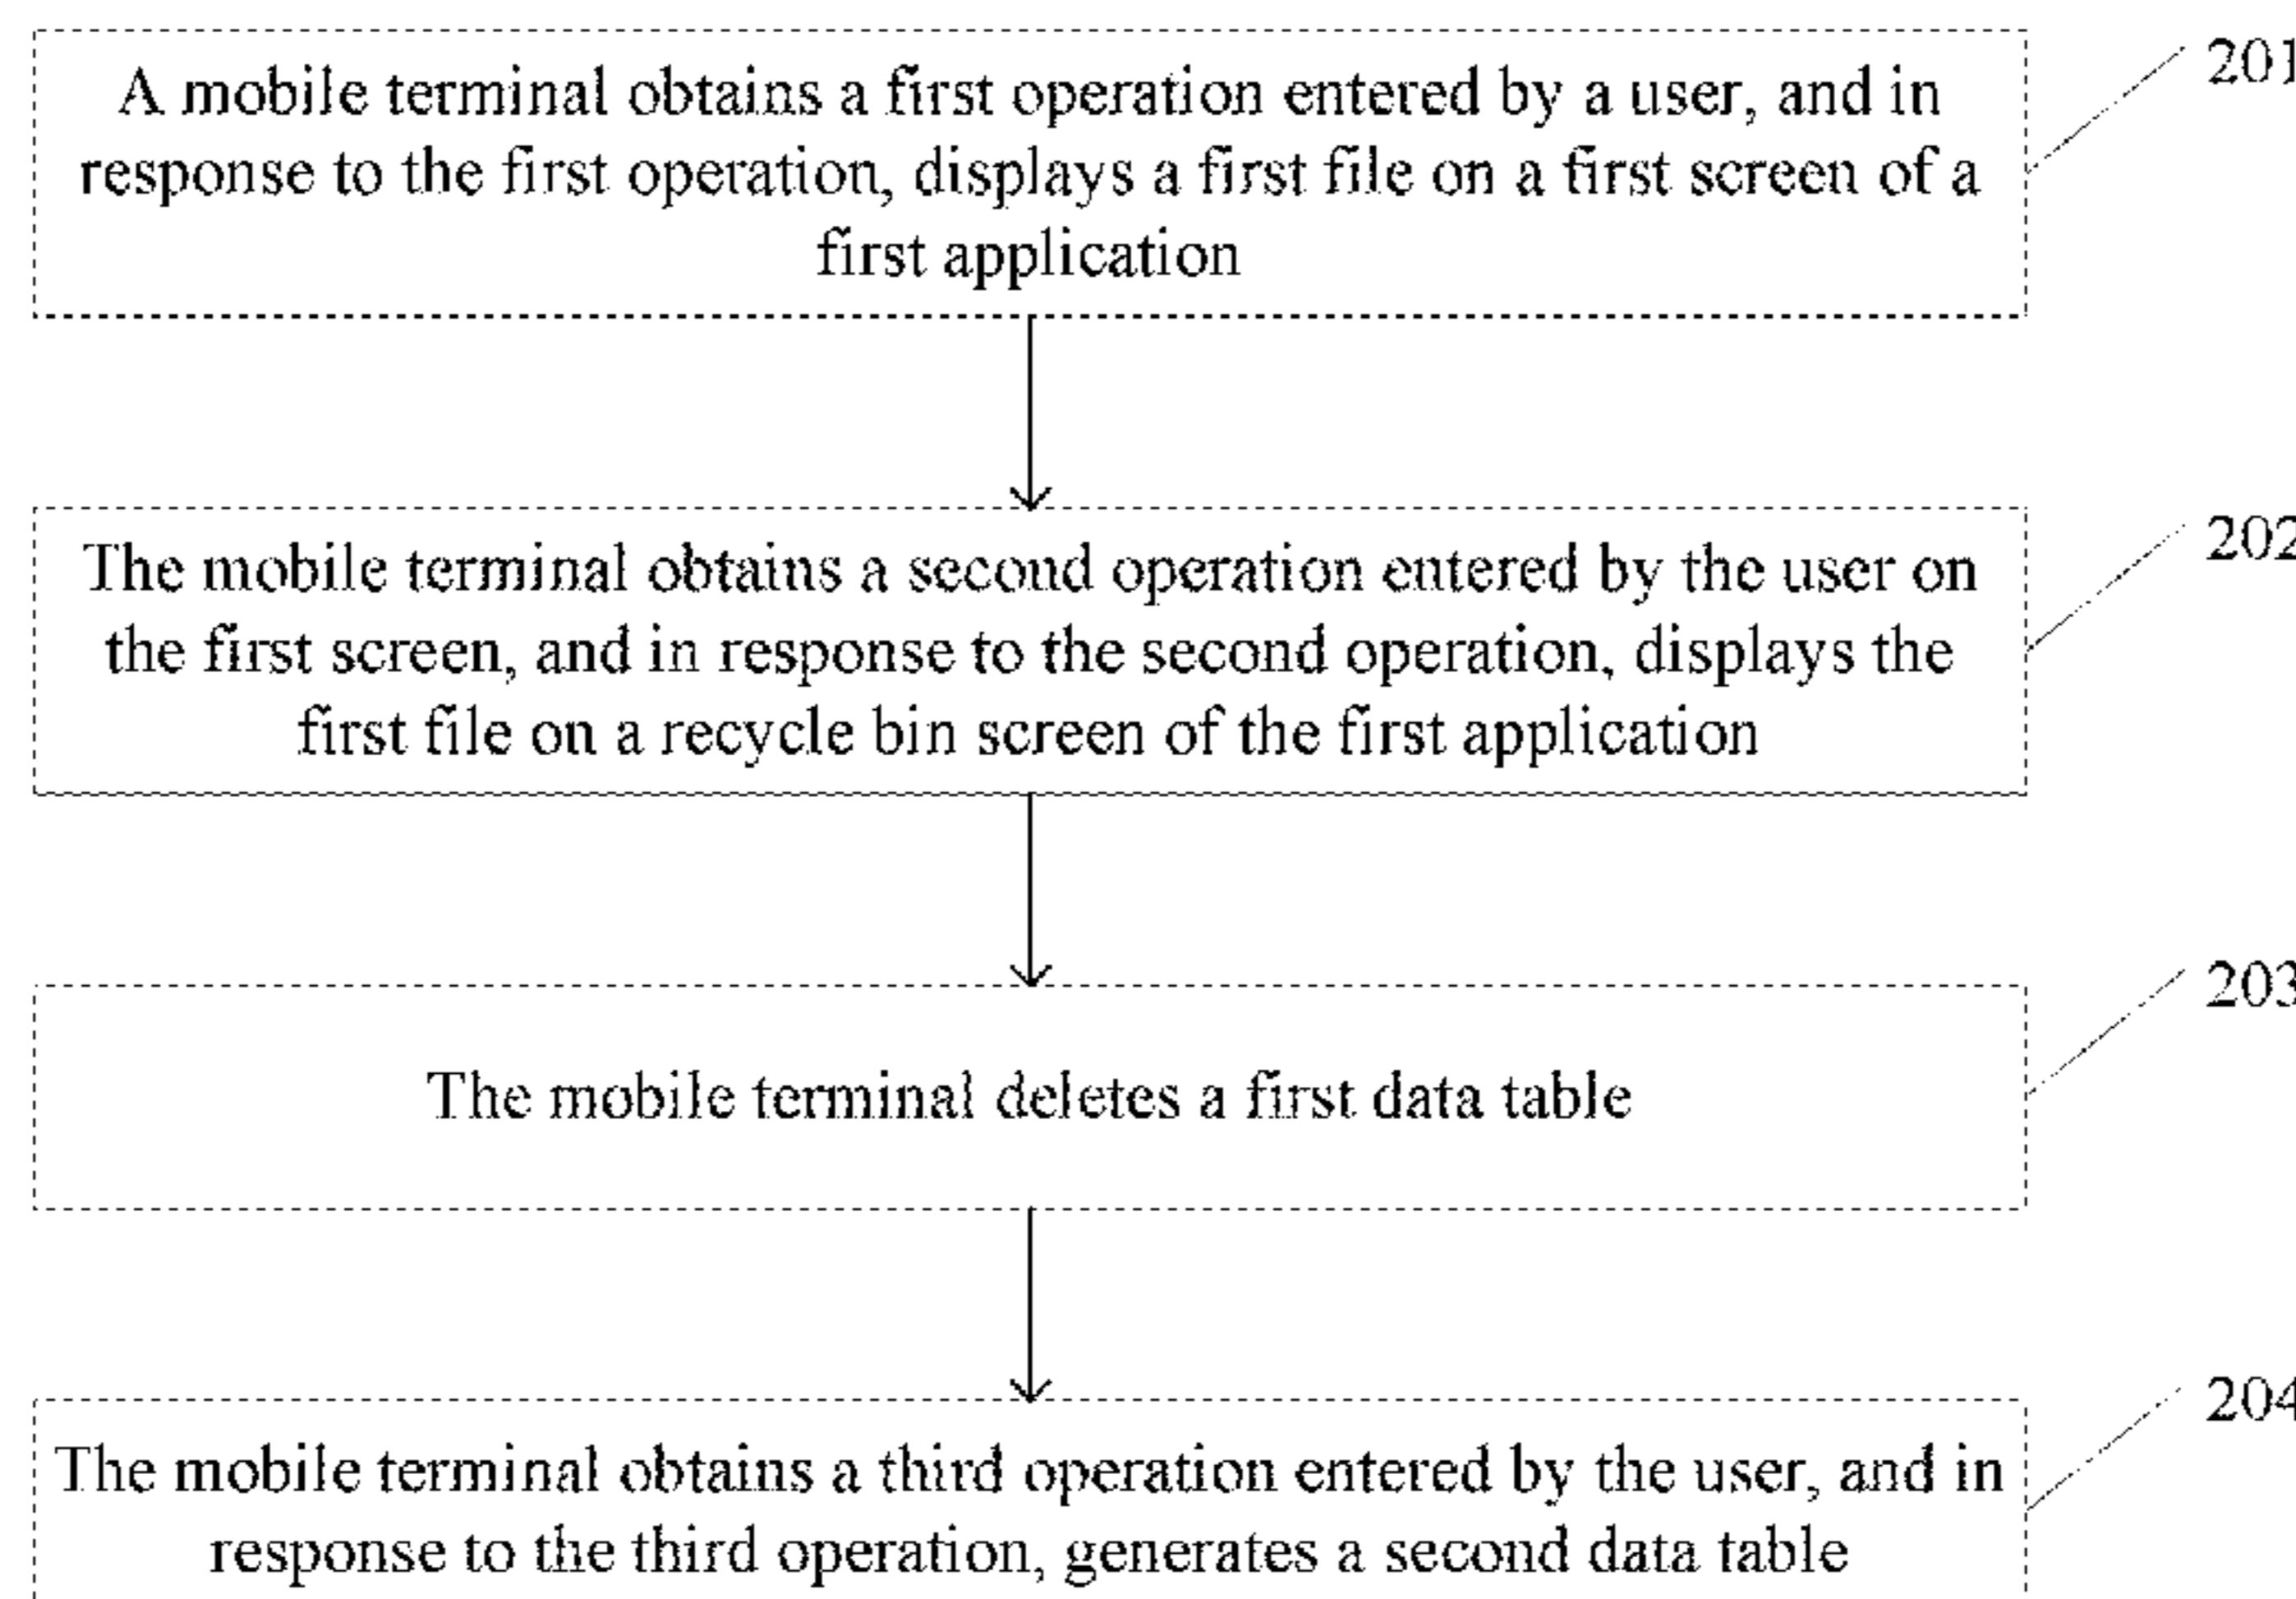 A mobile terminal obtains a first operation entered by a user, and in
response to the first operation, displays a first file on a first screen of a
first application
201
The mobile terminal obtains a second operation entered by the user on
the first screen, and in response to the second operation, displays the
first file on a recycle bin screen of the first application
202
The mobile terminal deletes a first data table
203
The mobile terminal obtains a third operation entered by the user, and in
response to the third operation, generates a second data table
204